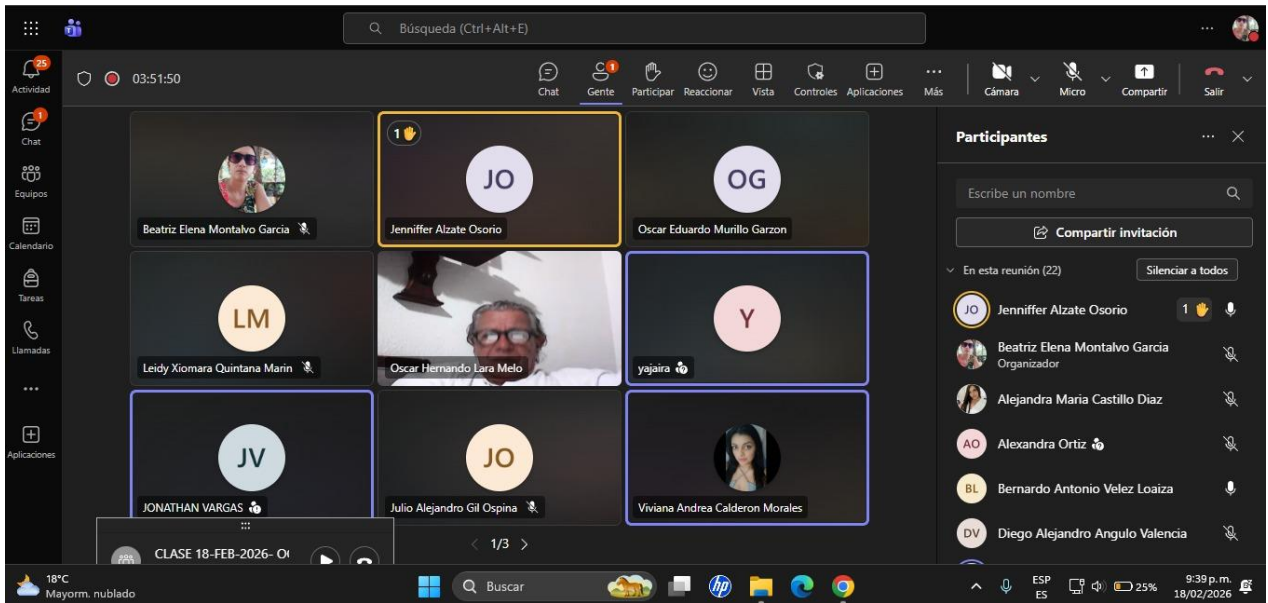 Búsqueda (Ctrl+Alt+E)
25
Actividad
1
Chat
Equipos
Calendario
Tareas
Llamadas
Aplicaciones
03:51:50
Chat
1
Gente
Participar
Reaccionar
Vista
Controles
Aplicaciones
Más
Cámara
Micro
Compartir
Salir
Beatriz Elena Montalvo Garcia
1
JO
Jenniffer Alzate Osorio
OG
Oscar Eduardo Murillo Garzon
LM
Leidy Xiomara Quintana Marin
Oscar Hernando Lara Melo
Y
yajaira
JV
JONATHAN VARGAS
JO
Julio Alejandro Gil Ospina
Viviana Andrea Calderon Morales
CLASE 18-FEB-2026-
1/3
Participantes
Escribe un nombre
Compartir invitación
En esta reunión (22)
Silenciar a todos
JO
Jenniffer Alzate Osorio
1
Beatriz Elena Montalvo Garcia
Organizador
Alejandra Maria Castillo Diaz
AO
Alexandra Ortiz
BL
Bernardo Antonio Velez Loaiza
DV
Diego Alejandro Angulo Valencia
18°C
Mayorm. nublado
Buscar
hp
ESP
ES
25%
9:39 p.m.
18/02/2026